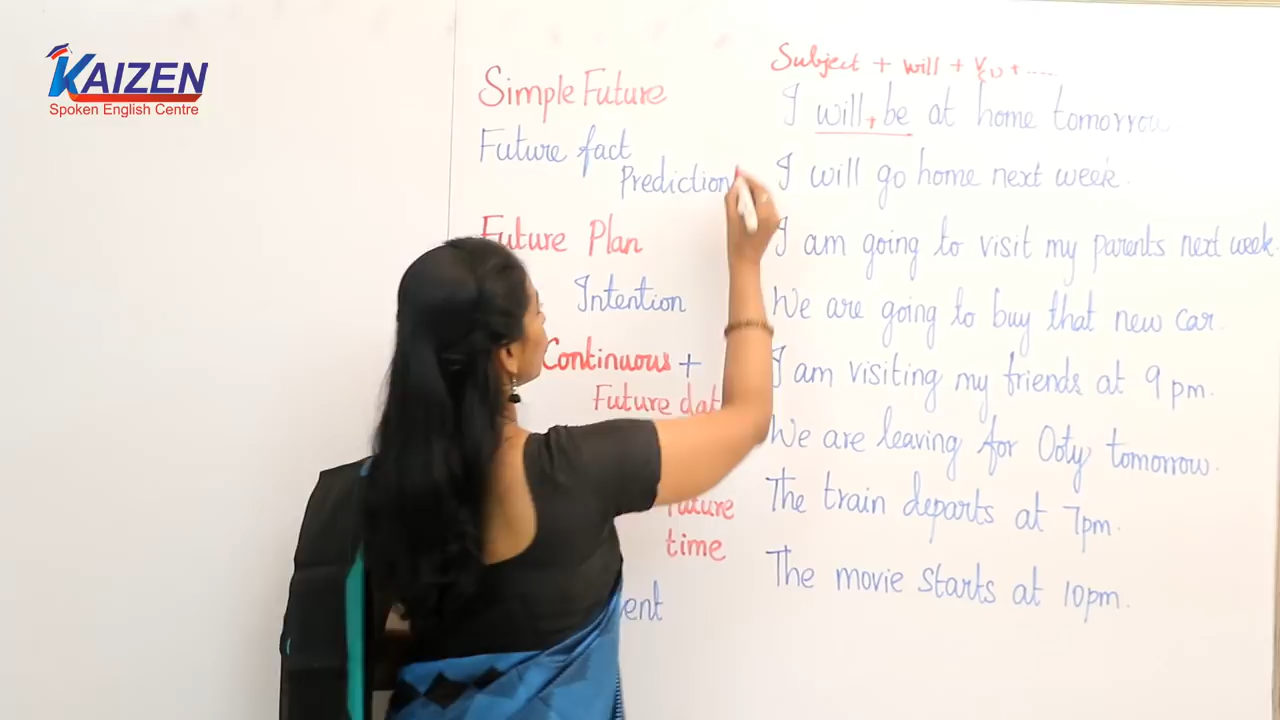 KAIZEN
Spoken English Centre
Subject + will + V(1) + .....
Simple Future
I will + be at home tomorrow.
Future fact
Prediction
I will go home next week.
Future Plan
I am going to visit my parents next week.
Intention
We are going to buy that new car.
Continuous +
I am visiting my friends at 9 pm.
Future
We are leaving for Ooty tomorrow.
The train departs at 7pm.
time
The movie starts at 10pm.